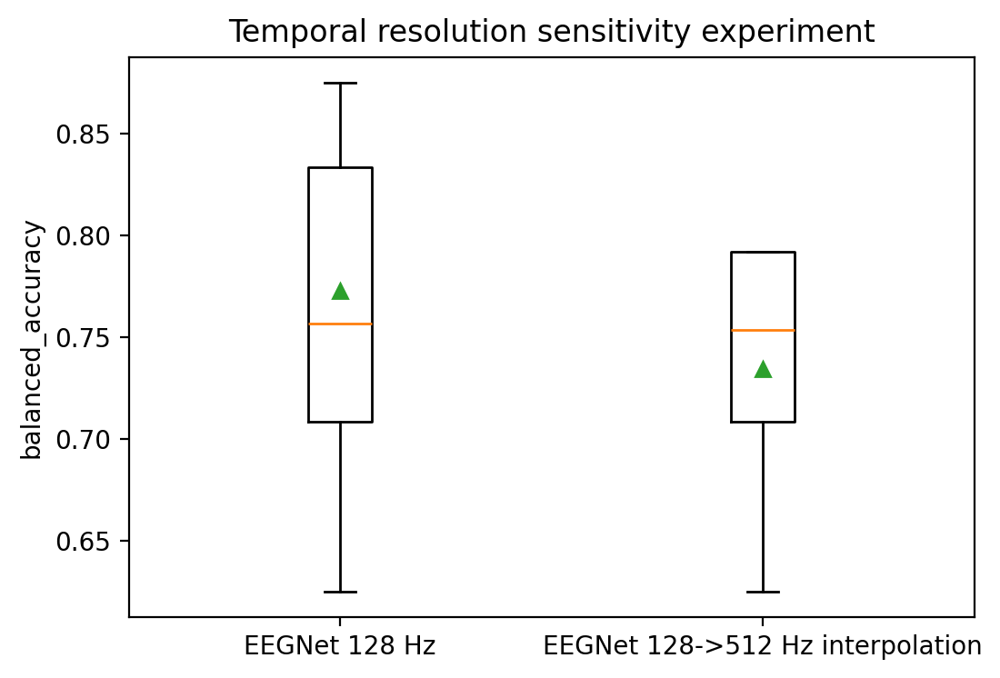 Temporal resolution sensitivity experiment
balanced_accuracy
0.85
0.80
0.75
0.70
0.65
EEGNet 128 Hz
EEGNet 128->512 Hz interpolation